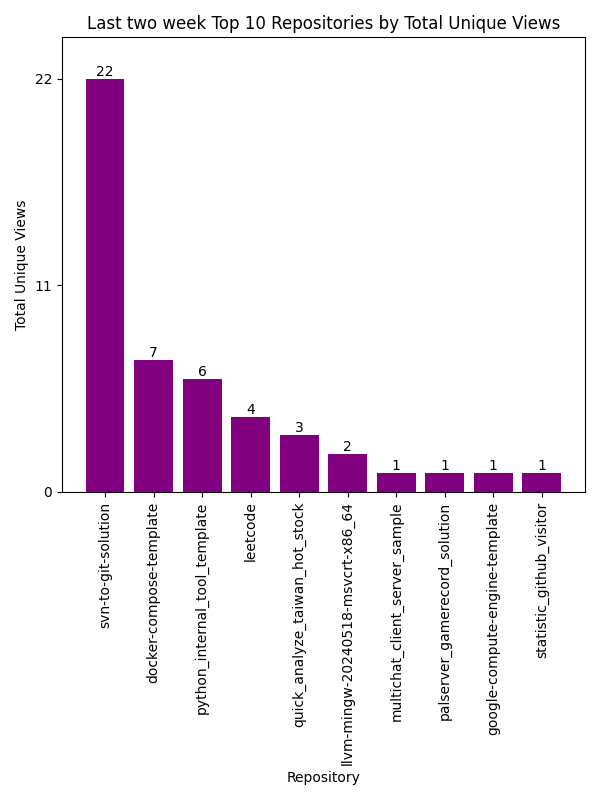 Last two week Top 10 Repositories by Total Unique Views
Total Unique Views
22
11
0
22
7
6
4
3
2
1
1
1
1
svn-to-git-solution
docker-compose-template
python_internal_tool_template
leetcode
quick_analyze_taiwan_hot_stock
llvm-mingw-20240518-msvcrt-x86_64
multichat_client_server_sample
palserver_gamerecord_solution
google-compute-engine-template
statistic_github_visitor
Repository